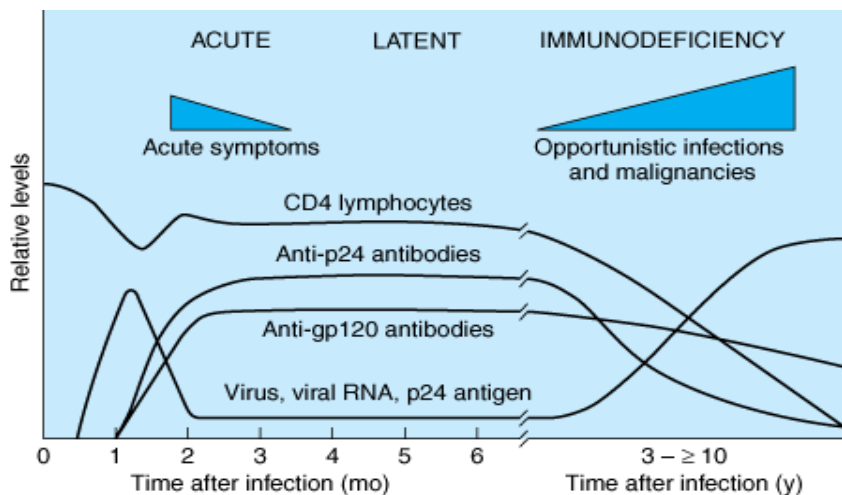 ACUTE LATENT IMMUNODEFICIENCY
Acute symptoms
Opportunistic infections
and malignancies
Relative levels
CD4 lymphocytes
Anti-p24 antibodies
Anti-gp120 antibodies
Virus, viral RNA, p24 antigen
0 1 2 3 4 5 6 3 – ≥ 10
Time after infection (mo) Time after infection (y)